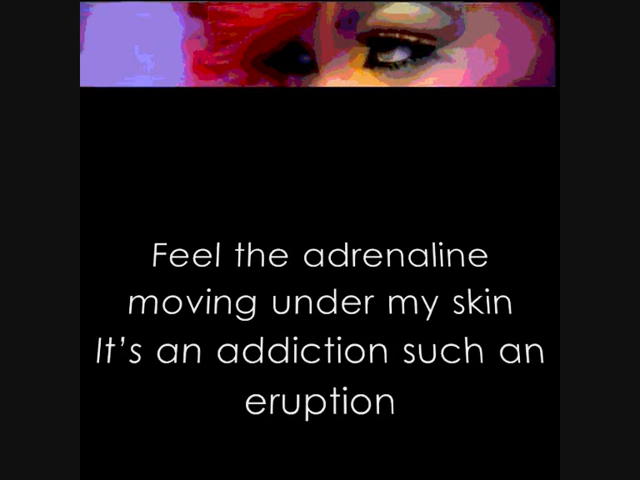 Feel the adrenaline
moving under my skin
It's an addiction such an
eruption